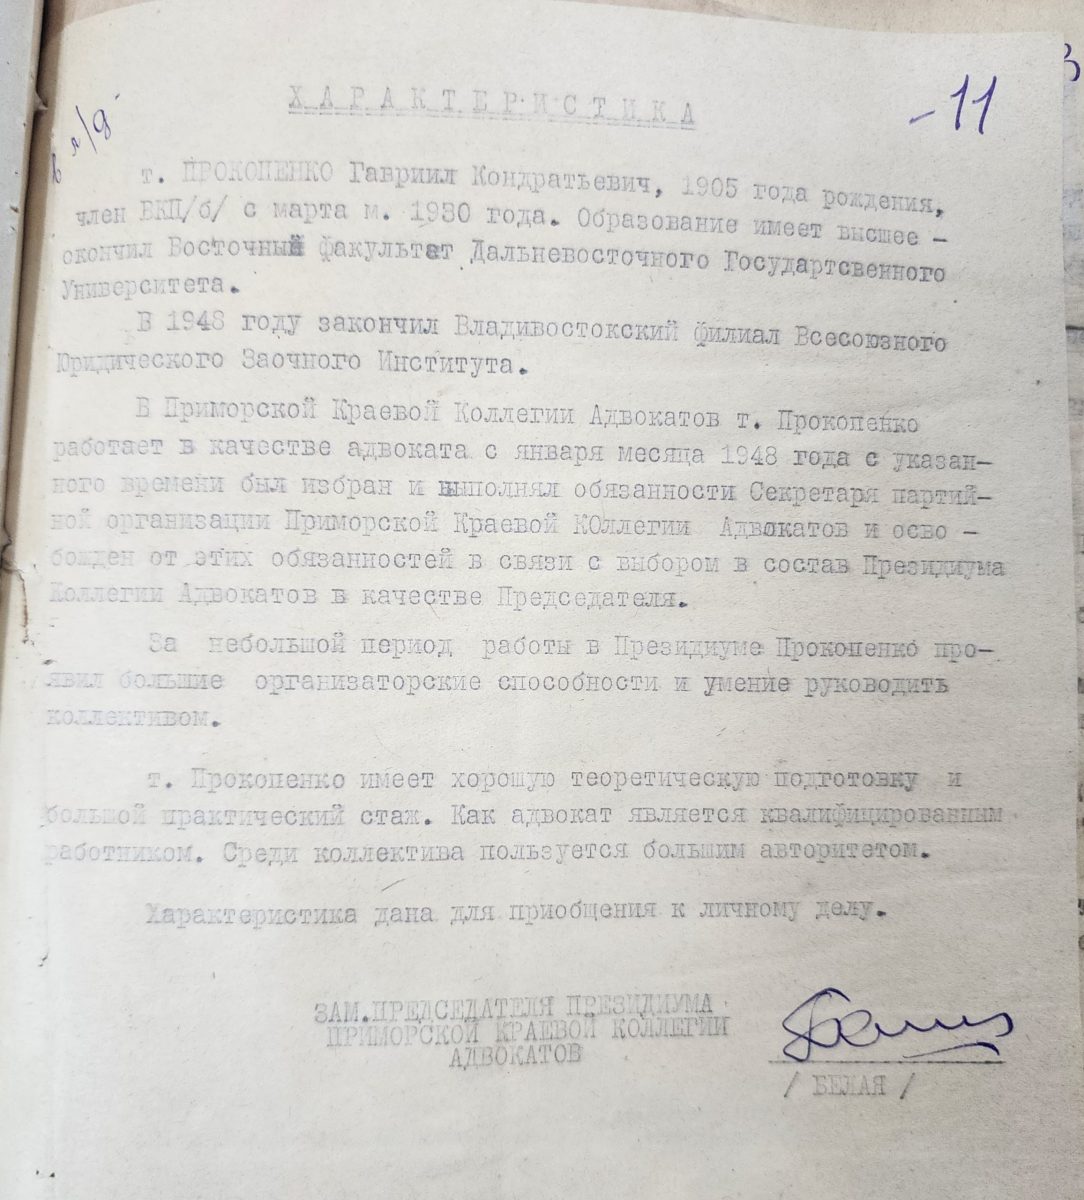 Х А Р А К Т Е Р И С Т И К А
-11
в л/д
т. ПРОКОПЕНКО Гавриил Кондратьевич, 1905 года рождения,
член ВКП/б/ с марта м. 1930 года. Образование имеет высшее -
окончил Восточный факультет Дальневосточного Государтсвенного
Университета.
В 1948 году закончил Владивостокский филиал Всесоюзного
Юридического Заочного Института.
В Приморской Краевой Коллегии Адвокатов т. Прокопенко
работает в качестве адвоката с января месяца 1948 года с указан-
ного времени был избран и выполнял обязанности Секретаря партий-
ной организации Приморской Краевой КОллегии Адвокатов и осво -
божден от этих обязанностей в связи с выбором в состав Президиума
Коллегии Адвокатов в качестве Председателя.
За небольшой период работы в Президиуме Прокопенко про-
явил большие организаторские способности и умение руководить
коллективом.
т. Прокопенко имеет хорошую теоретическую подготовку и
большой практический стаж. Как адвокат является квалифицированным
работником. Среди коллектива пользуется большим авторитетом.
Характеристика дана для приобщения к личному делу.
ЗАМ.ПРЕДСЕДАТЕЛЯ ПРЕЗИДИУМА
ПРИМОРСКОЙ КРАЕВОЙ КОЛЛЕГИИ
АДВОКАТОВ
/ БЕЛАЯ /